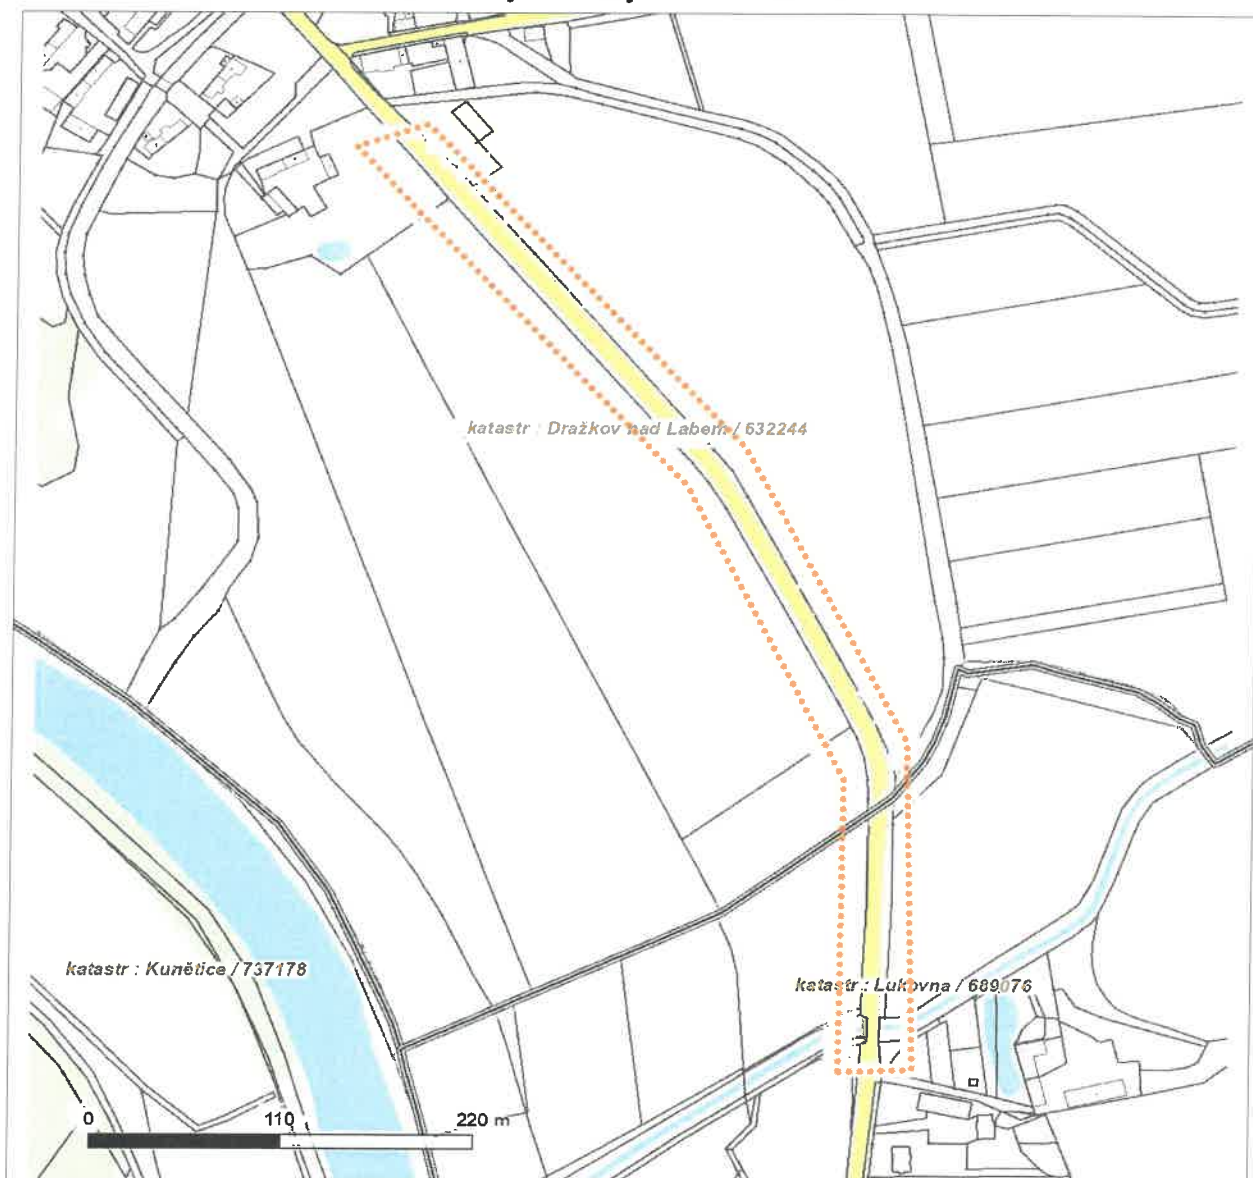 katastr : Dražkov nad Labem / 632244
katastr : Kunětice / 737178
katastr : Lukovna / 689076
0 110 220 m